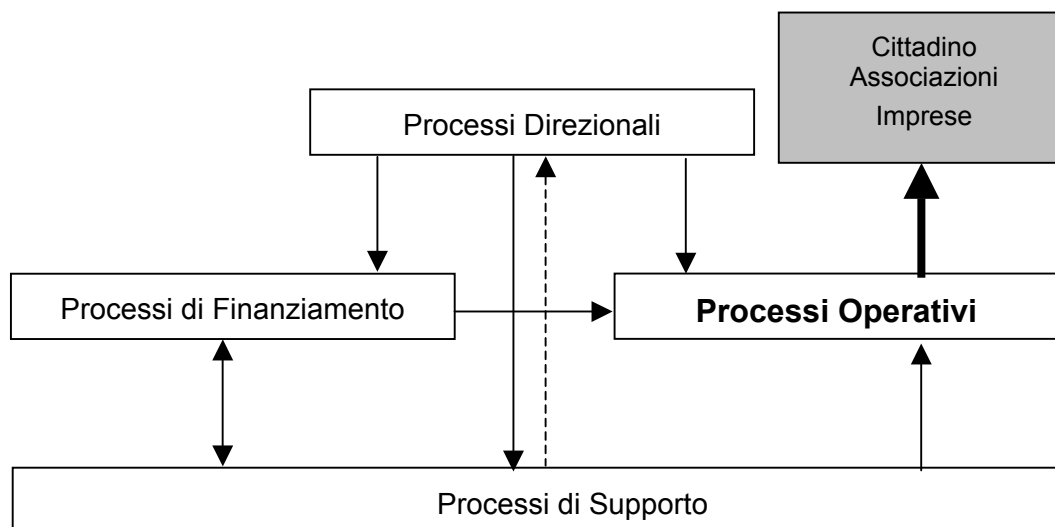 Cittadino
Associazioni
Imprese
Processi Direzionali
Processi di Finanziamento
Processi Operativi
Processi di Supporto